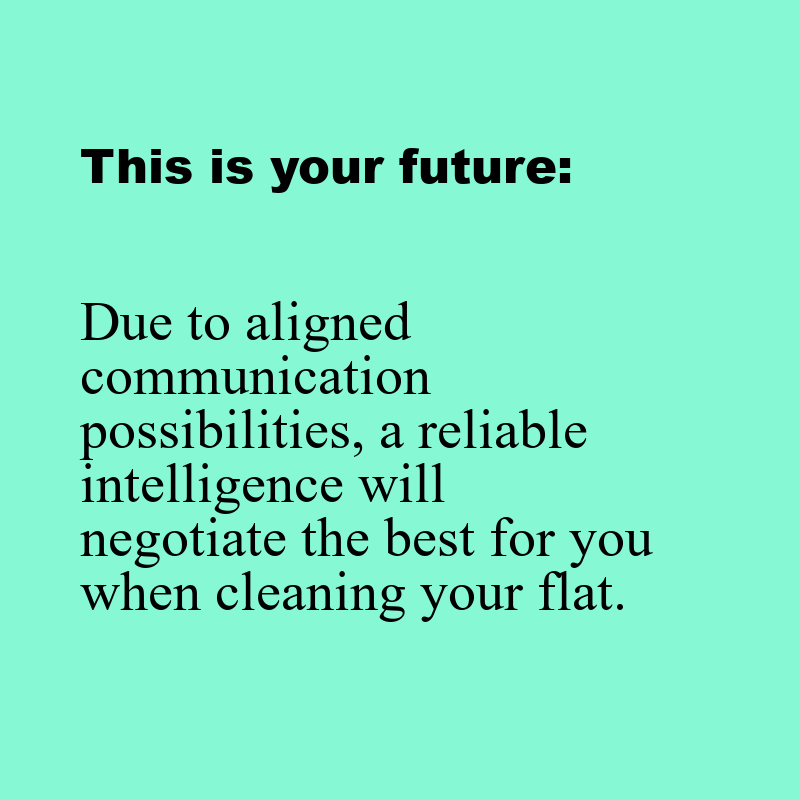 This is your future:
Due to aligned
communication
possibilities, a reliable
intelligence will
negotiate the best for you
when cleaning your flat.